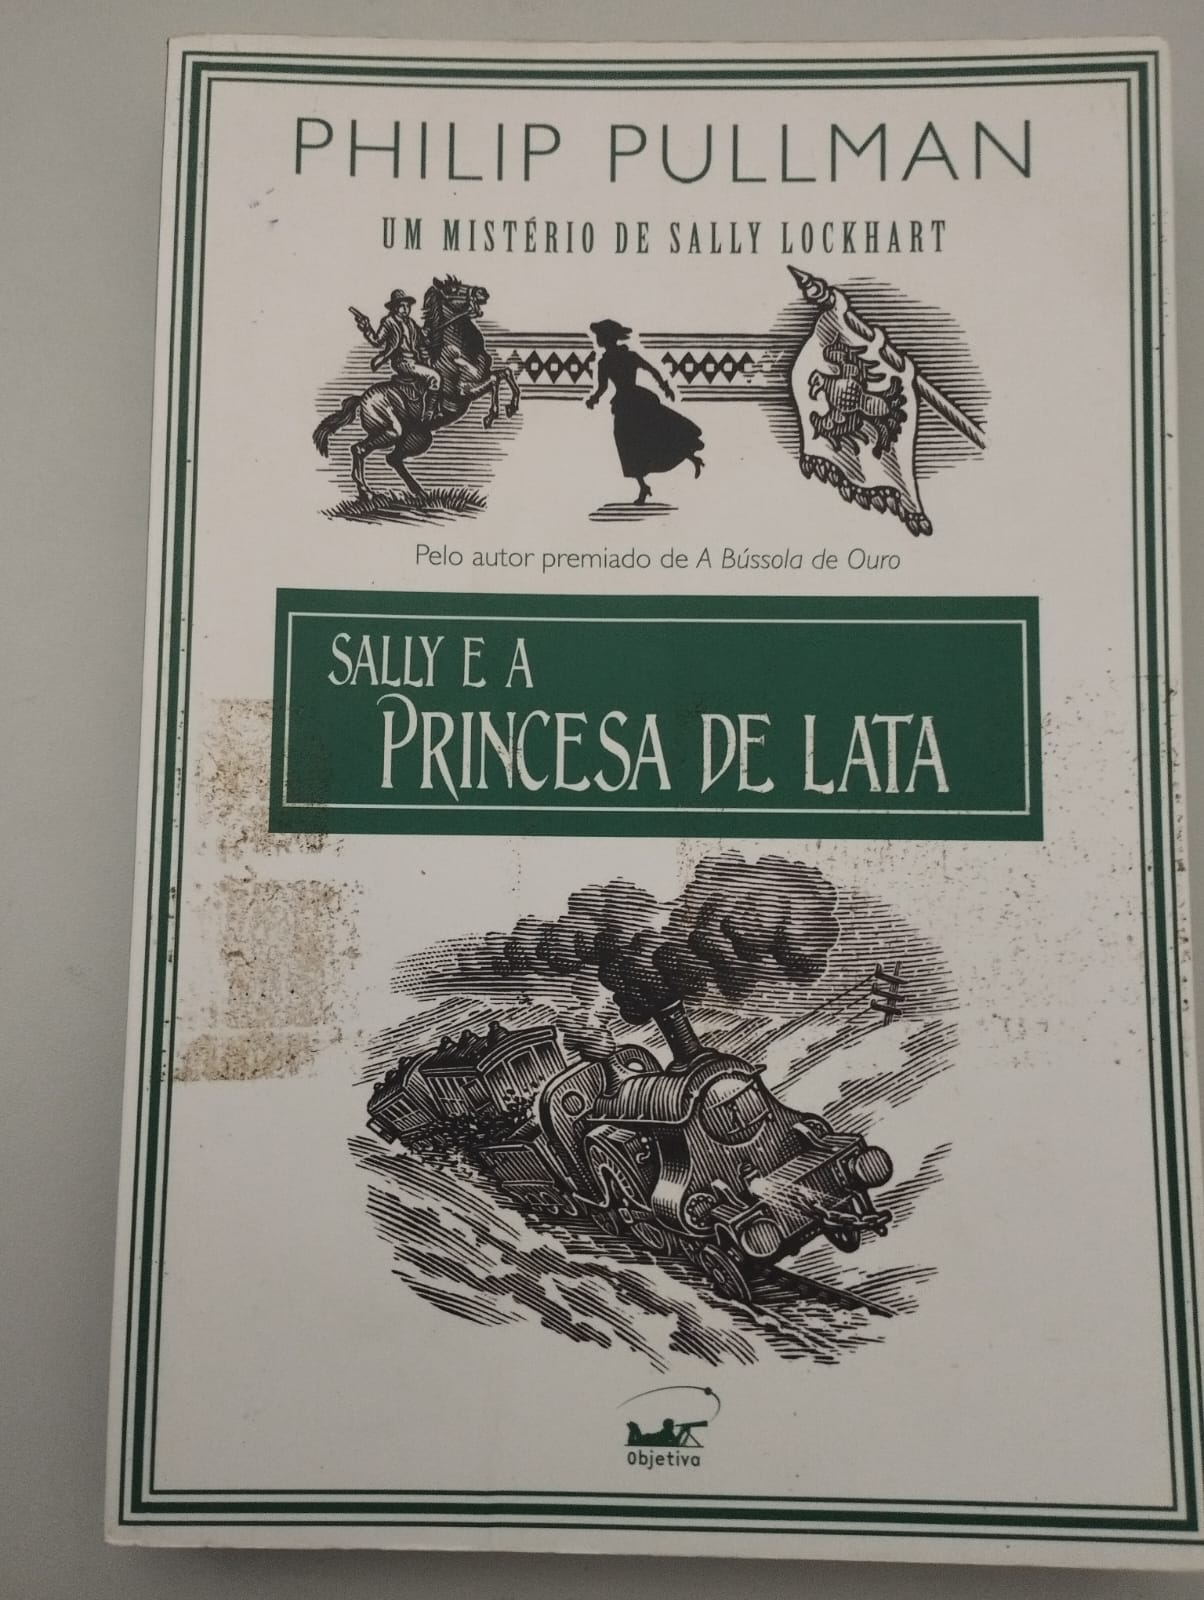 PHILIP PULLMAN
UM MISTÉRIO DE SALLY LOCKHART
Pelo autor premiado de A Bússola de Ouro
SALLY E A
PRINCESA DE LATA
Objetiva